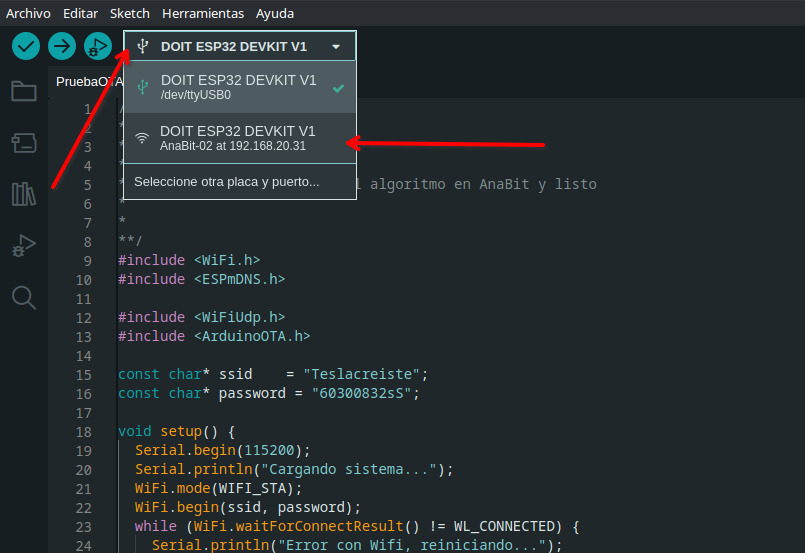 Archivo Editar Sketch Herramientas Ayuda
DOIT ESP32 DEVKIT V1
PruebaOTA
DOIT ESP32 DEVKIT V1
/dev/ttyUSB0
DOIT ESP32 DEVKIT V1
AnaBit-02 at 192.168.20.31
Seleccione otra placa y puerto...
1 /
2 *
3 *
4 *
5 * l algoritmo en AnaBit y listo
6 *
7 *
8 **/
9 #include <WiFi.h>
10 #include <ESPmDNS.h>
11
12 #include <WiFiUdp.h>
13 #include <ArduinoOTA.h>
14
15 const char* ssid    = "Teslacreiste";
16 const char* password = "60300832sS";
17
18 void setup() {
19   Serial.begin(115200);
20   Serial.println("Cargando sistema...");
21   WiFi.mode(WIFI_STA);
22   WiFi.begin(ssid, password);
23   while (WiFi.waitForConnectResult() != WL_CONNECTED) {
24     Serial.println("Error con Wifi, reiniciando...");